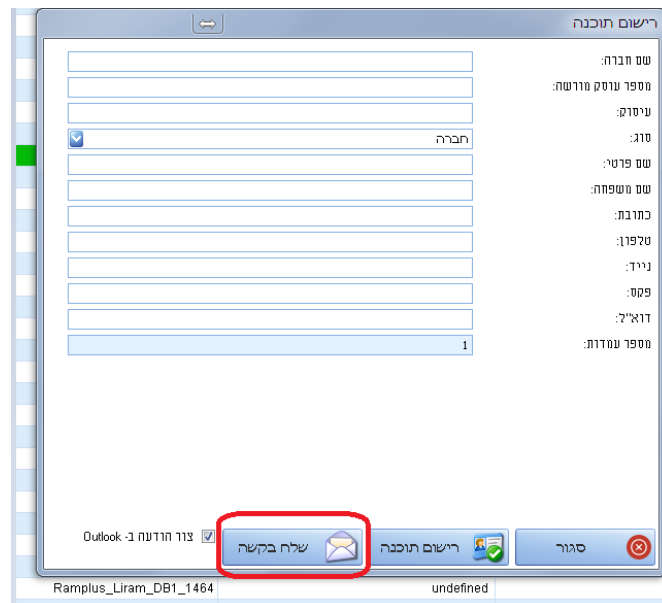 רישום תוכנה
שם חברה:
מספר עוסק מורשה:
עיסוק:
סוג: חברה
שם פרטי:
שם משפחה:
כתובת:
טלפון:
נייד:
פקס:
דוא"ל:
מספר עמדות: 1
סגור רישום תוכנה שלח בקשה צור הודעה ב- Outlook
Ramplus_Liram_DB1_1464 undefined